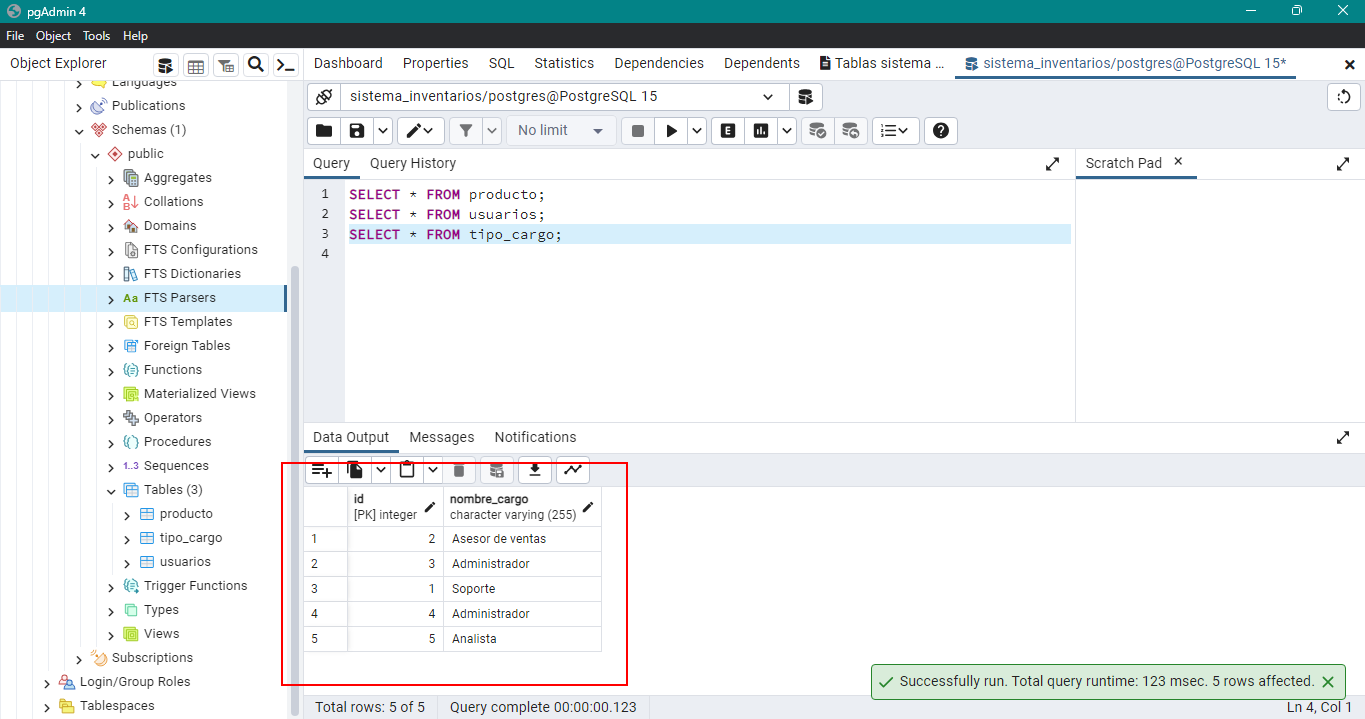 pgAdmin 4
File Object Tools Help
Object Explorer
Dashboard Properties SQL Statistics Dependencies Dependents Tablas sistema ... sistema_inventarios/postgres@PostgreSQL 15*
Languages
Publications
Schemas (1)
public
Aggregates
Collations
Domains
FTS Configurations
FTS Dictionaries
Aa FTS Parsers
FTS Templates
Foreign Tables
Functions
Materialized Views
Operators
Procedures
1..3 Sequences
Tables (3)
producto
tipo_cargo
usuarios
Trigger Functions
Types
Views
Subscriptions
Login/Group Roles
Tablespaces
sistema_inventarios/postgres@PostgreSQL 15
No limit E
Query Query History
Scratch Pad
1 SELECT * FROM producto;
2 SELECT * FROM usuarios;
3 SELECT * FROM tipo_cargo;
4
Data Output Messages Notifications
id nombre_cargo
[PK] integer character varying (255)
1 2 Asesor de ventas
2 3 Administrador
3 1 Soporte
4 4 Administrador
5 5 Analista
Successfully run. Total query runtime: 123 msec. 5 rows affected.
Total rows: 5 of 5 Query complete 00:00:00.123 Ln 4, Col 1